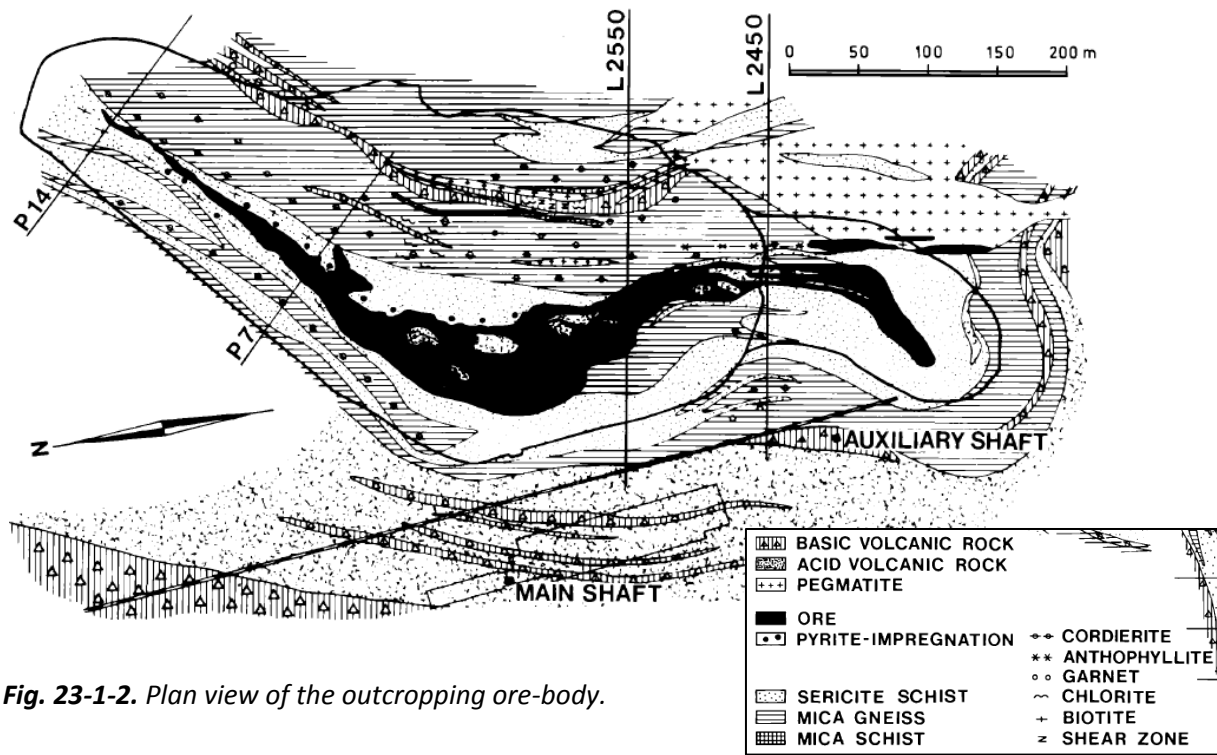 L 2550
L 2450
0 50 100 150 200 m
P 14
P 7
N
AUXILIARY SHAFT
MAIN SHAFT
BASIC VOLCANIC ROCK
ACID VOLCANIC ROCK
PEGMATITE
ORE
PYRITE-IMPREGNATION
SERICITE SCHIST
MICA GNEISS
MICA SCHIST
CORDIERITE
ANTHOPHYLLITE
GARNET
CHLORITE
BIOTITE
SHEAR ZONE
Fig. 23-1-2. Plan view of the outcropping ore-body.